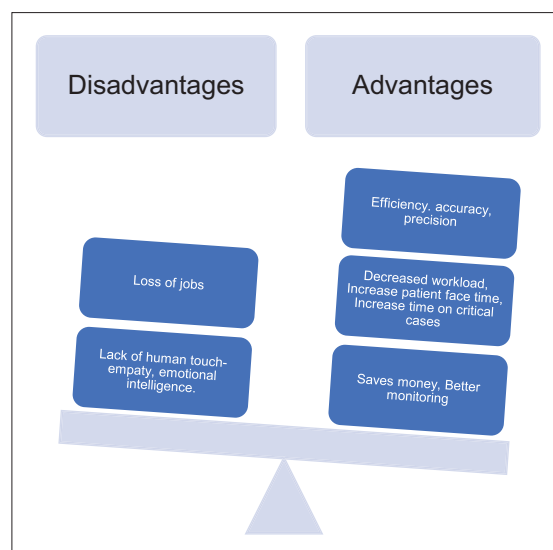 Disadvantages
Advantages
Loss of jobs
Lack of human touch-
empaty, emotional
intelligence.
Efficiency. accuracy,
precision
Decreased workload,
Increase patient face time,
Increase time on critical
cases
Saves money, Better
monitoring